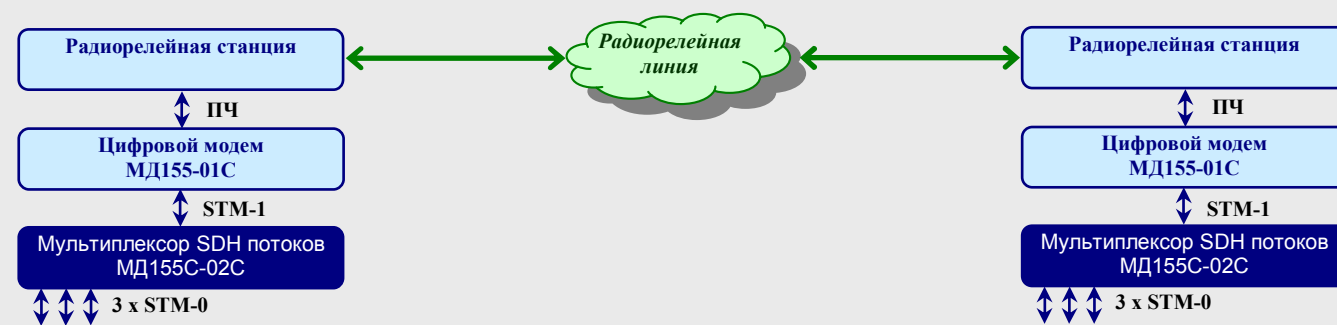 Радиорелейная станция
ПЧ
Цифровой модем
МД155-01С
STM-1
Мультиплексор SDH потоков
МД155С-02С
3 x STM-0
Радиорелейная
линия
Радиорелейная станция
ПЧ
Цифровой модем
МД155-01С
STM-1
Мультиплексор SDH потоков
МД155С-02С
3 x STM-0